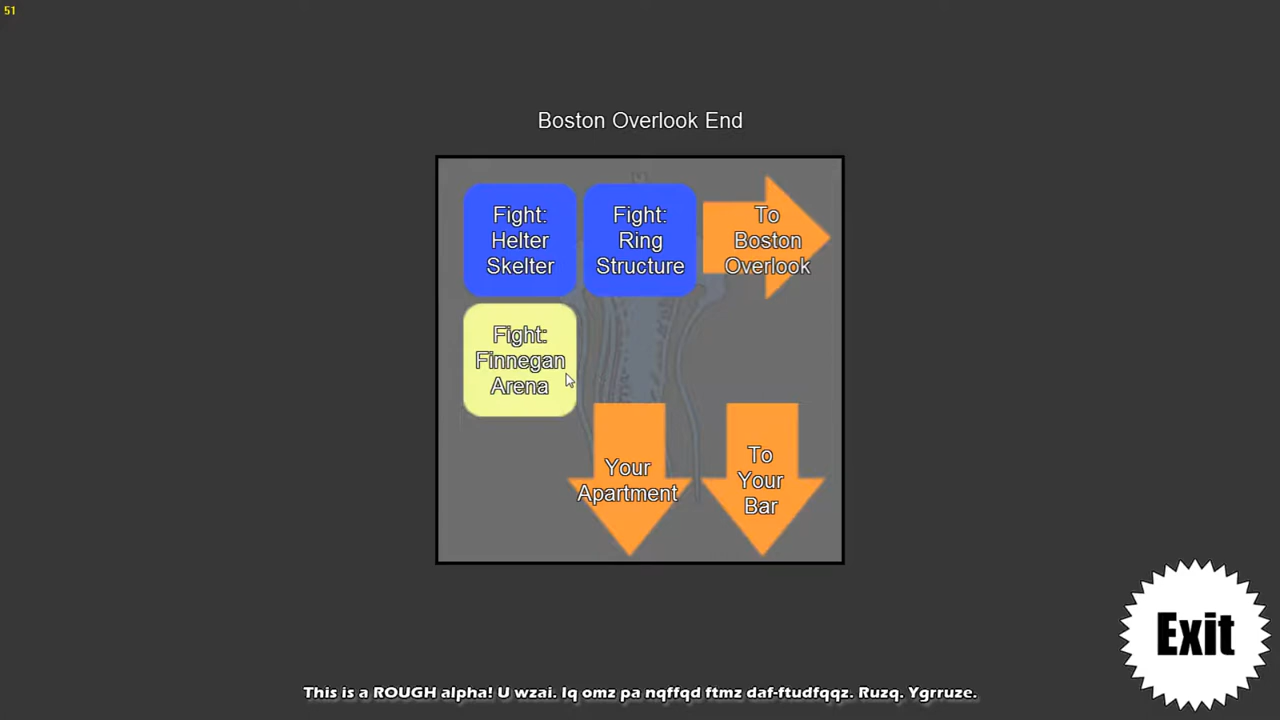 51
Boston Overlook End
Fight:
Helter
Skelter
Fight:
Ring
Structure
To
Boston
Overlook
Fight:
Finnegan
Arena
Your
Apartment
To
Your
Bar
Exit
This is a ROUGH alpha! U wzai. Iq omz pa nqffqd ftmz daf-ftudfqqz. Ruzq. Ygrruze.